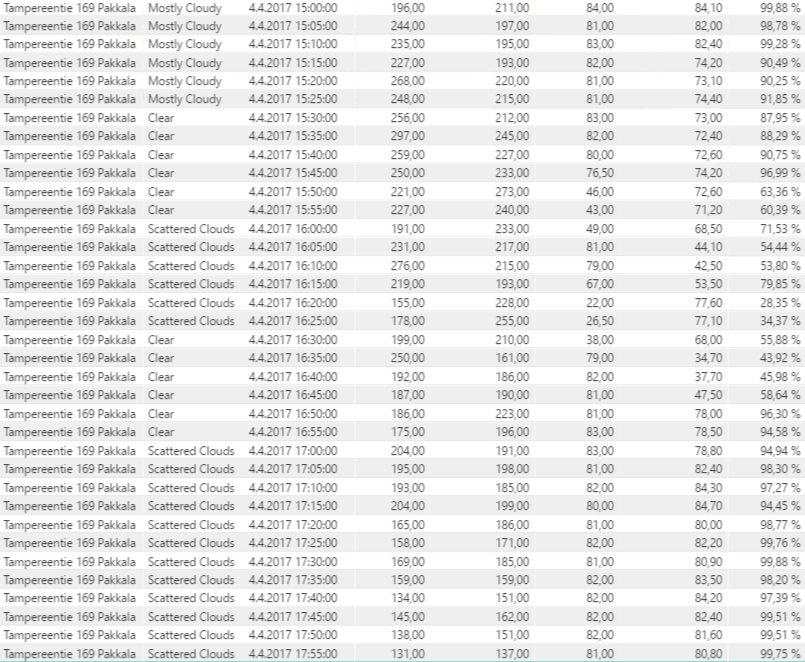 Tampereentie 169 Pakkala Mostly Cloudy 4.4.2017 15:00:00 196,00 211,00 84,00 84,10 99,88 %
Tampereentie 169 Pakkala Mostly Cloudy 4.4.2017 15:05:00 244,00 197,00 81,00 82,00 98,78 %
Tampereentie 169 Pakkala Mostly Cloudy 4.4.2017 15:10:00 235,00 195,00 83,00 82,40 99,28 %
Tampereentie 169 Pakkala Mostly Cloudy 4.4.2017 15:15:00 227,00 193,00 82,00 74,20 90,49 %
Tampereentie 169 Pakkala Mostly Cloudy 4.4.2017 15:20:00 268,00 220,00 81,00 73,10 90,25 %
Tampereentie 169 Pakkala Mostly Cloudy 4.4.2017 15:25:00 248,00 215,00 81,00 74,40 91,85 %
Tampereentie 169 Pakkala Clear 4.4.2017 15:30:00 256,00 212,00 83,00 73,00 87,95 %
Tampereentie 169 Pakkala Clear 4.4.2017 15:35:00 297,00 245,00 82,00 72,40 88,29 %
Tampereentie 169 Pakkala Clear 4.4.2017 15:40:00 259,00 227,00 80,00 72,60 90,75 %
Tampereentie 169 Pakkala Clear 4.4.2017 15:45:00 250,00 233,00 76,50 74,20 96,99 %
Tampereentie 169 Pakkala Clear 4.4.2017 15:50:00 221,00 273,00 46,00 72,60 63,36 %
Tampereentie 169 Pakkala Clear 4.4.2017 15:55:00 227,00 240,00 43,00 71,20 60,39 %
Tampereentie 169 Pakkala Scattered Clouds 4.4.2017 16:00:00 191,00 233,00 49,00 68,50 71,53 %
Tampereentie 169 Pakkala Scattered Clouds 4.4.2017 16:05:00 231,00 217,00 81,00 44,10 54,44 %
Tampereentie 169 Pakkala Scattered Clouds 4.4.2017 16:10:00 276,00 215,00 79,00 42,50 53,80 %
Tampereentie 169 Pakkala Scattered Clouds 4.4.2017 16:15:00 219,00 193,00 67,00 53,50 79,85 %
Tampereentie 169 Pakkala Scattered Clouds 4.4.2017 16:20:00 155,00 228,00 22,00 77,60 28,35 %
Tampereentie 169 Pakkala Scattered Clouds 4.4.2017 16:25:00 178,00 255,00 26,50 77,10 34,37 %
Tampereentie 169 Pakkala Clear 4.4.2017 16:30:00 199,00 210,00 38,00 68,00 55,88 %
Tampereentie 169 Pakkala Clear 4.4.2017 16:35:00 250,00 161,00 79,00 34,70 43,92 %
Tampereentie 169 Pakkala Clear 4.4.2017 16:40:00 192,00 186,00 82,00 37,70 45,98 %
Tampereentie 169 Pakkala Clear 4.4.2017 16:45:00 187,00 190,00 81,00 47,50 58,64 %
Tampereentie 169 Pakkala Clear 4.4.2017 16:50:00 186,00 223,00 81,00 78,00 96,30 %
Tampereentie 169 Pakkala Clear 4.4.2017 16:55:00 175,00 196,00 83,00 78,50 94,58 %
Tampereentie 169 Pakkala Scattered Clouds 4.4.2017 17:00:00 204,00 191,00 83,00 78,80 94,94 %
Tampereentie 169 Pakkala Scattered Clouds 4.4.2017 17:05:00 195,00 198,00 81,00 82,40 98,30 %
Tampereentie 169 Pakkala Scattered Clouds 4.4.2017 17:10:00 193,00 185,00 82,00 84,30 97,27 %
Tampereentie 169 Pakkala Scattered Clouds 4.4.2017 17:15:00 204,00 199,00 80,00 84,70 94,45 %
Tampereentie 169 Pakkala Scattered Clouds 4.4.2017 17:20:00 165,00 186,00 81,00 80,00 98,77 %
Tampereentie 169 Pakkala Scattered Clouds 4.4.2017 17:25:00 158,00 171,00 82,00 82,20 99,76 %
Tampereentie 169 Pakkala Scattered Clouds 4.4.2017 17:30:00 169,00 185,00 81,00 80,90 99,88 %
Tampereentie 169 Pakkala Scattered Clouds 4.4.2017 17:35:00 159,00 159,00 82,00 83,50 98,20 %
Tampereentie 169 Pakkala Scattered Clouds 4.4.2017 17:40:00 134,00 151,00 82,00 84,20 97,39 %
Tampereentie 169 Pakkala Scattered Clouds 4.4.2017 17:45:00 145,00 162,00 82,00 82,40 99,51 %
Tampereentie 169 Pakkala Scattered Clouds 4.4.2017 17:50:00 138,00 151,00 82,00 81,60 99,51 %
Tampereentie 169 Pakkala Scattered Clouds 4.4.2017 17:55:00 131,00 137,00 81,00 80,80 99,75 %